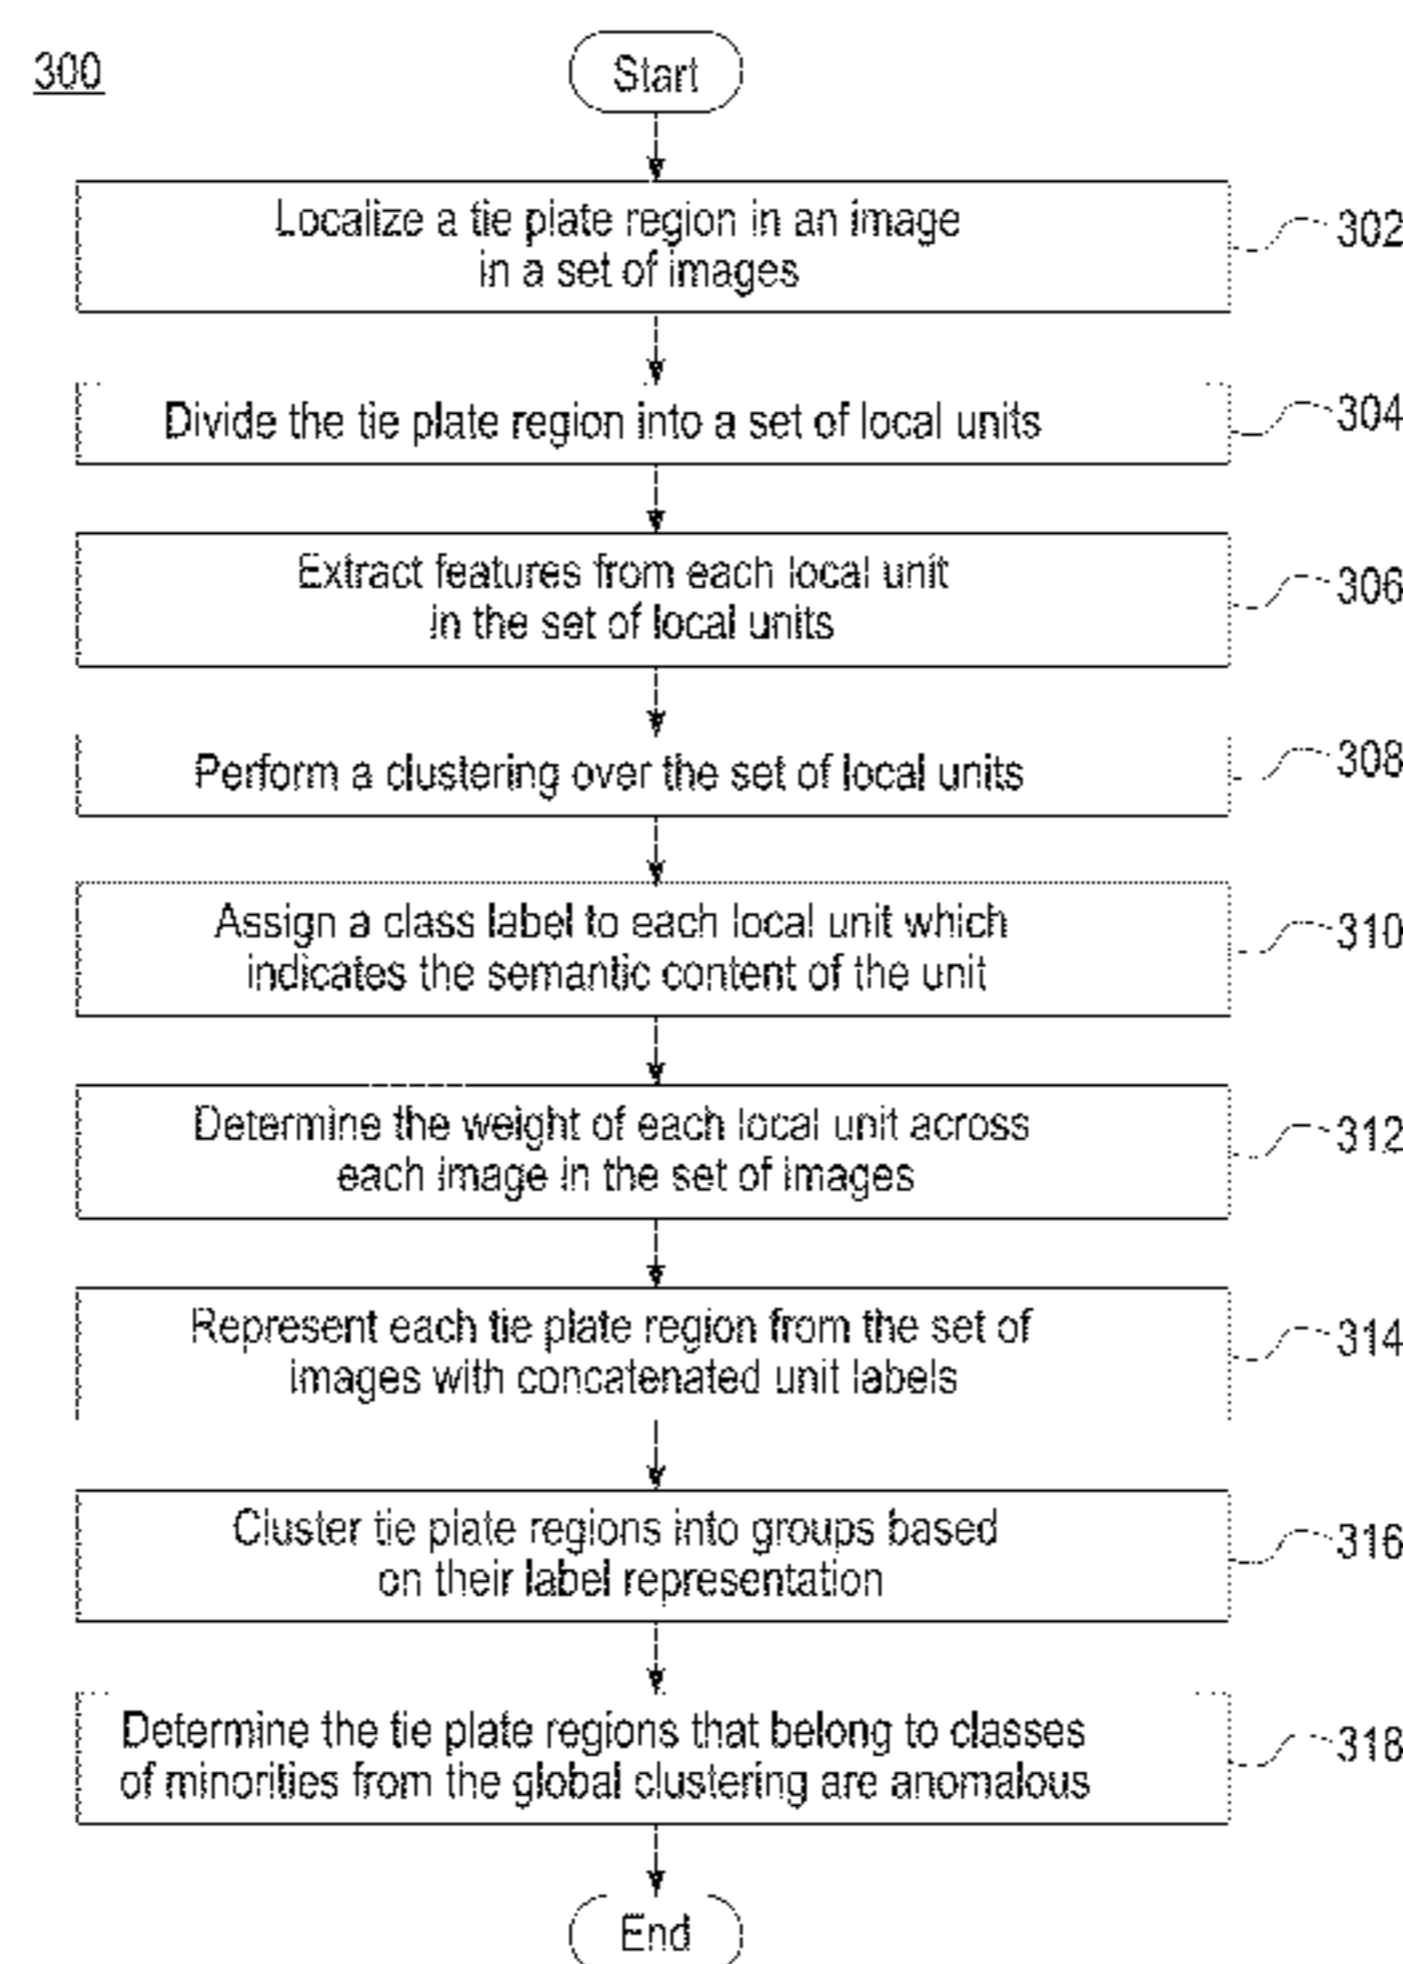 300
Start
Localize a tie plate region in an image
in a set of images
302
Divide the tie plate region into a set of local units
304
Extract features from each local unit
in the set of local units
306
Perform a clustering over the set of local units
308
Assign a class label to each local unit which
indicates the semantic content of the unit
310
Determine the weight of each local unit across
each image in the set of images
312
Represent each tie plate region from the set of
images with concatenated unit labels
314
Cluster tie plate regions into groups based
on their label representation
316
Determine the tie plate regions that belong to classes
of minorities from the global clustering are anomalous
318
End